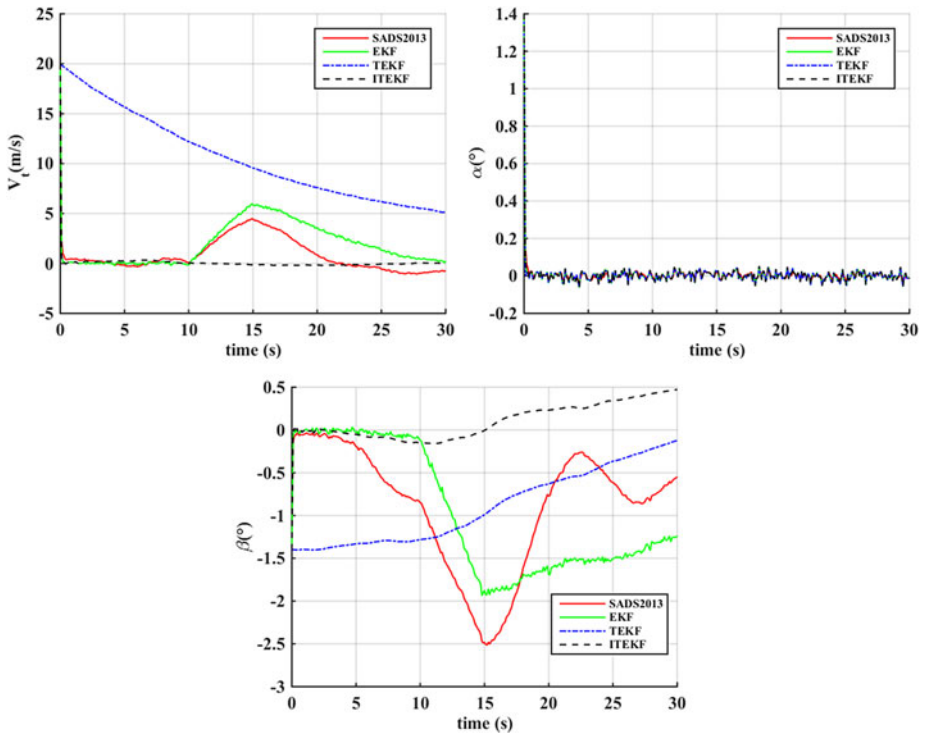 25
20
15
10
5
0
-5
V_t (m/s)
0 5 10 15 20 25 30
time (s)
SADS2013
EKF
TEKF
ITEKF
1.4
1.2
1
0.8
0.6
0.4
0.2
0
-0.2
α(°)
0 5 10 15 20 25 30
time (s)
SADS2013
EKF
TEKF
ITEKF
0.5
0
-0.5
-1
-1.5
-2
-2.5
-3
β(°)
0 5 10 15 20 25 30
time (s)
SADS2013
EKF
TEKF
ITEKF